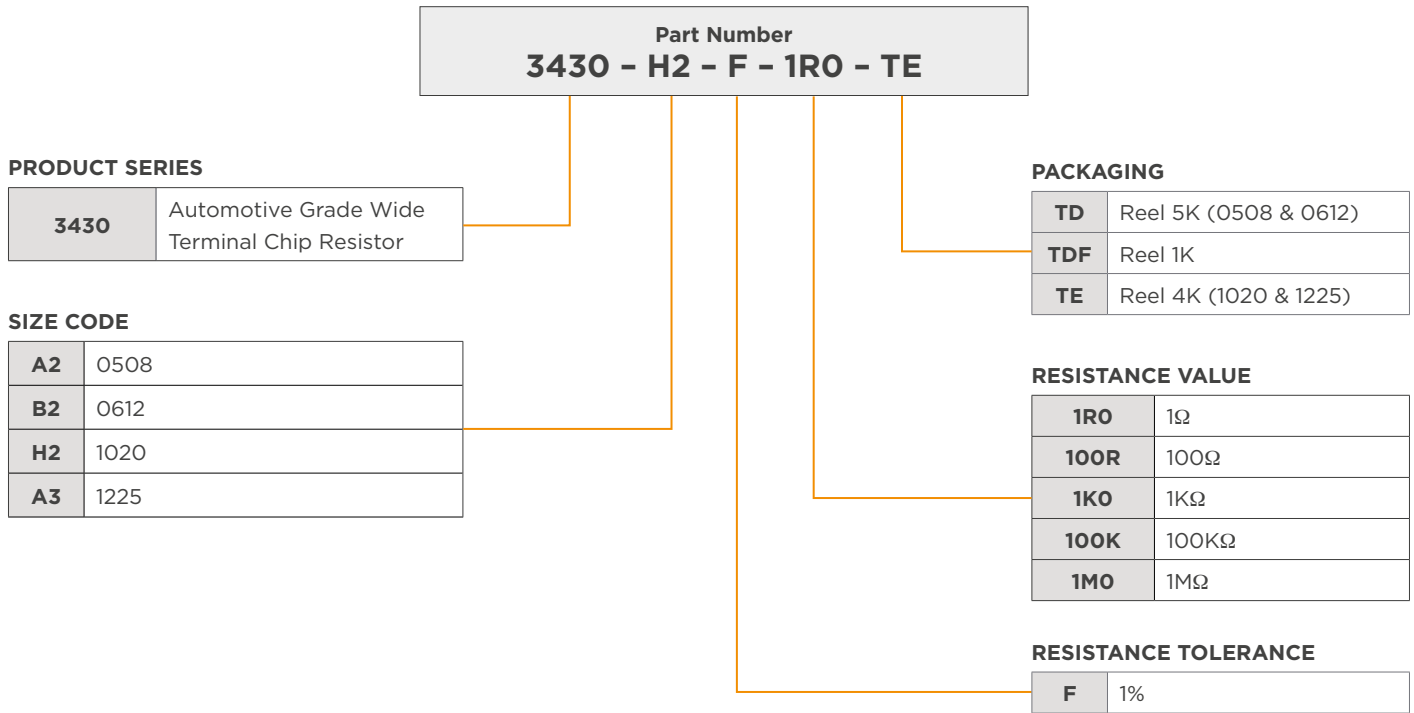 Part Number
3430 – H2 – F – 1R0 – TE
PRODUCT SERIES
3430 Automotive Grade Wide
Terminal Chip Resistor
SIZE CODE
A2 0508
B2 0612
H2 1020
A3 1225
PACKAGING
TD Reel 5K (0508 & 0612)
TDF Reel 1K
TE Reel 4K (1020 & 1225)
RESISTANCE VALUE
1R0 1Ω
100R 100Ω
1K0 1KΩ
100K 100KΩ
1M0 1MΩ
RESISTANCE TOLERANCE
F 1%